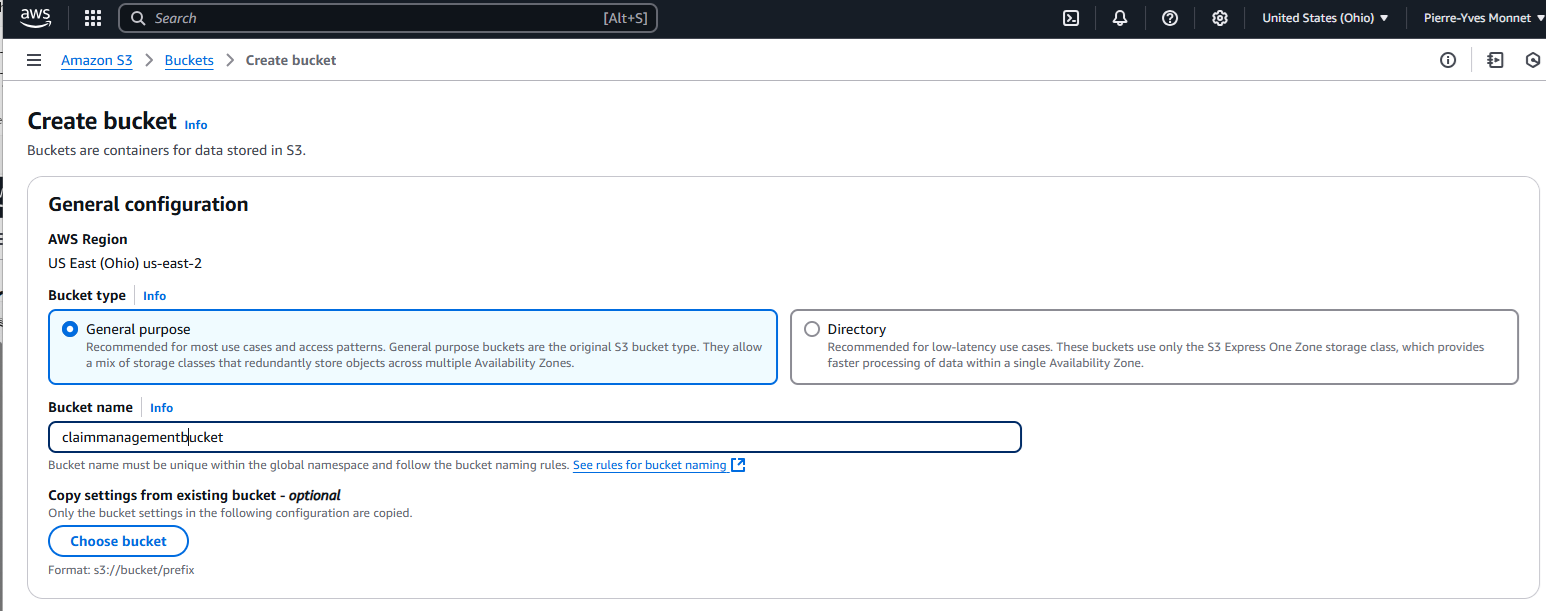 aws Search [Alt+S] United States (Ohio) ▼ Pierre-Yves Monnet ▼
Amazon S3 > Buckets > Create bucket
Create bucket Info
Buckets are containers for data stored in S3.
General configuration
AWS Region
US East (Ohio) us-east-2
Bucket type Info
General purpose
Recommended for most use cases and access patterns. General purpose buckets are the original S3 bucket type. They allow
a mix of storage classes that redundantly store objects across multiple Availability Zones.
Directory
Recommended for low-latency use cases. These buckets use only the S3 Express One Zone storage class, which provides
faster processing of data within a single Availability Zone.
Bucket name Info
claimmanagementbucket
Bucket name must be unique within the global namespace and follow the bucket naming rules. See rules for bucket naming
Copy settings from existing bucket - optional
Only the bucket settings in the following configuration are copied.
Choose bucket
Format: s3://bucket/prefix